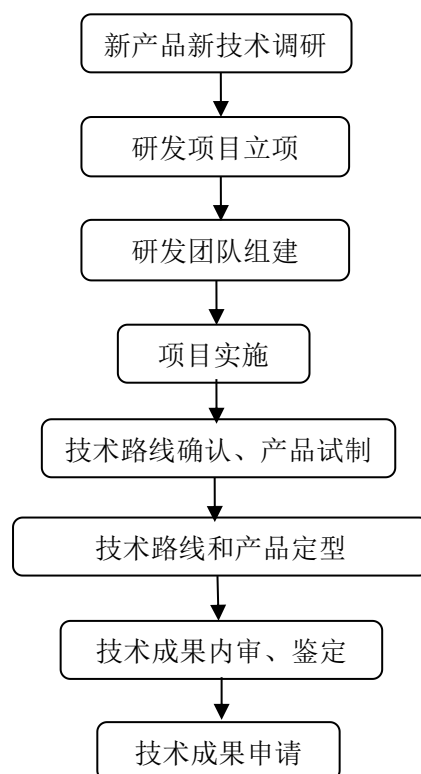 新产品新技术调研
研发项目立项
研发团队组建
项目实施
技术路线确认、产品试制
技术路线和产品定型
技术成果内审、鉴定
技术成果申请